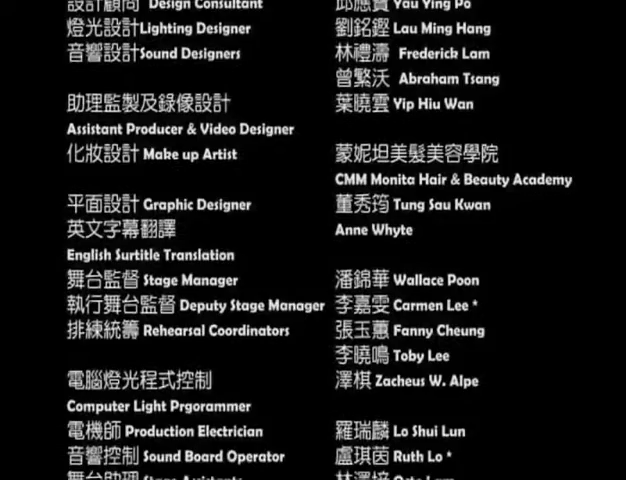 設計顧問 Design Consultant 邱應寶 Yau Ying Po
燈光設計Lighting Designer 劉銘鏗 Lau Ming Hang
音響設計Sound Designers 林禮濤 Frederick Lam
曾繁沃 Abraham Tsang
助理監製及錄像設計 葉曉雲 Yip Hiu Wan
Assistant Producer & Video Designer
化妝設計 Make up Artist 蒙妮坦美髮美容學院
CMM Monita Hair & Beauty Academy
平面設計 Graphic Designer 董秀筠 Tung Sau Kwan
英文字幕翻譯 Anne Whyte
English Surtitle Translation
舞台監督 Stage Manager 潘錦華 Wallace Poon
執行舞台監督 Deputy Stage Manager 李嘉雯 Carmen Lee *
排練統籌 Rehearsal Coordinators 張玉蕙 Fanny Cheung
李曉鳴 Toby Lee
電腦燈光程式控制 澤棋 Zacheus W. Alpe
Computer Light Prgorammer
電機師 Production Electrician 羅瑞麟 Lo Shui Lun
音響控制 Sound Board Operator 盧琪茵 Ruth Lo *
舞台助理 Stage Assistants